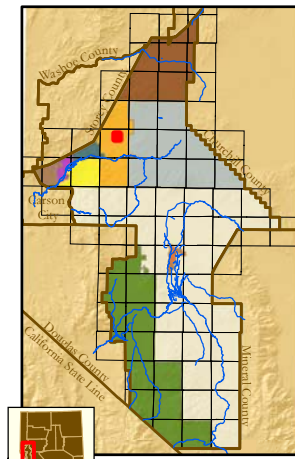 Washoe County
Storey County
Churchill County
Carson
City
Douglas County
California State Line
Mineral County